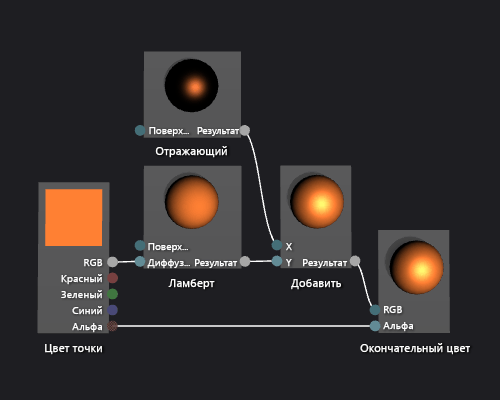 Поверх... Результат
Отражающий
Поверх...
Диффуз... Результат
Ламберт
X
Y Результат
Добавить
RGB
Красный
Зеленый
Синий
Альфа
Цвет точки
RGB
Альфа
Окончательный цвет